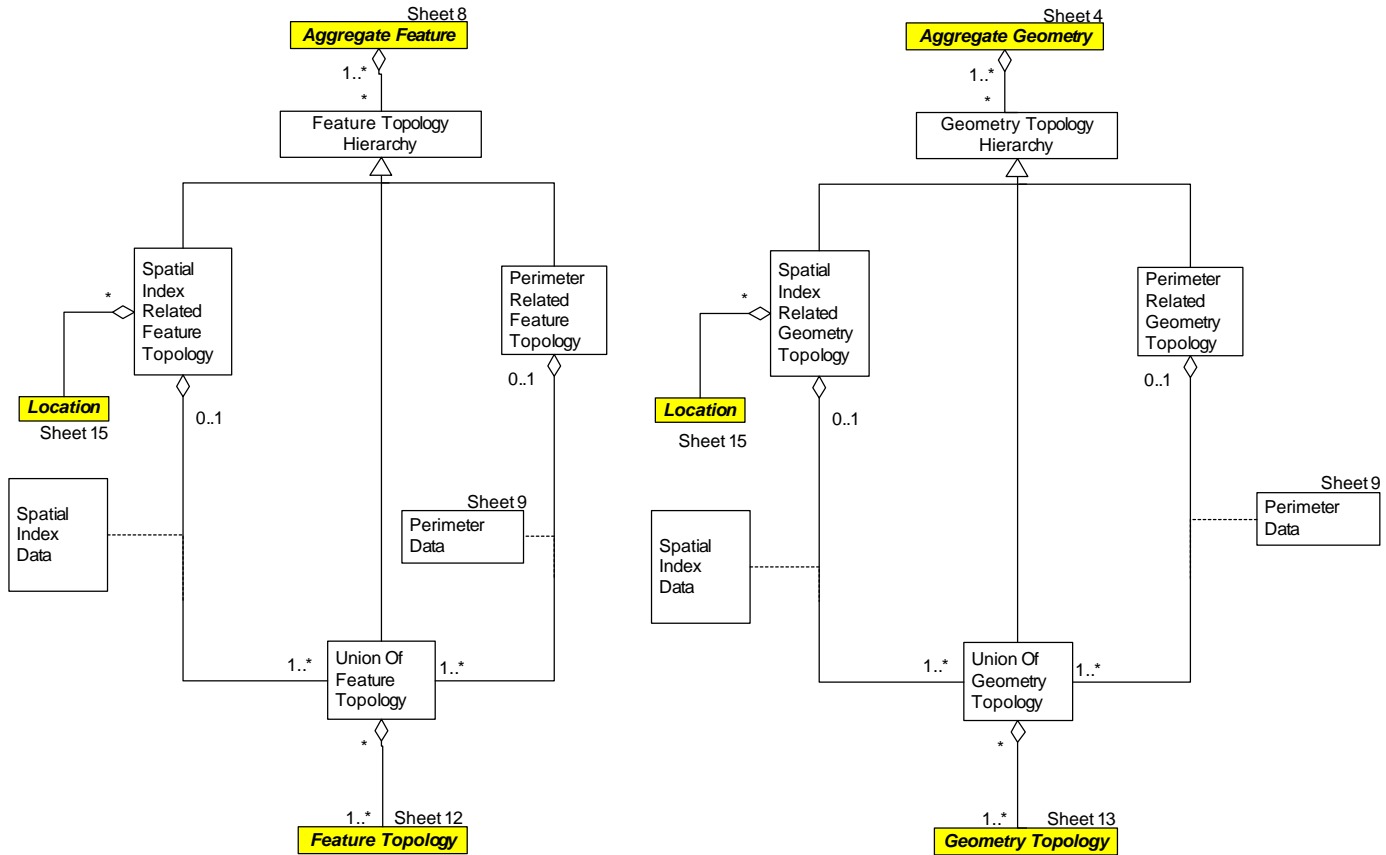 Sheet 8
Aggregate Feature
1..*
*
Feature Topology
Hierarchy
Spatial
Index
Related
Feature
Topology
*
Location
Sheet 15
0..1
Perimeter
Related
Feature
Topology
0..1
Spatial
Index
Data
Sheet 9
Perimeter
Data
1..*
Union Of
Feature
Topology
1..*
*
1..*
Sheet 12
Feature Topology
Sheet 4
Aggregate Geometry
1..*
*
Geometry Topology
Hierarchy
Spatial
Index
Related
Geometry
Topology
*
Location
Sheet 15
0..1
Perimeter
Related
Geometry
Topology
0..1
Spatial
Index
Data
Sheet 9
Perimeter
Data
1..*
Union Of
Geometry
Topology
1..*
*
1..*
Sheet 13
Geometry Topology